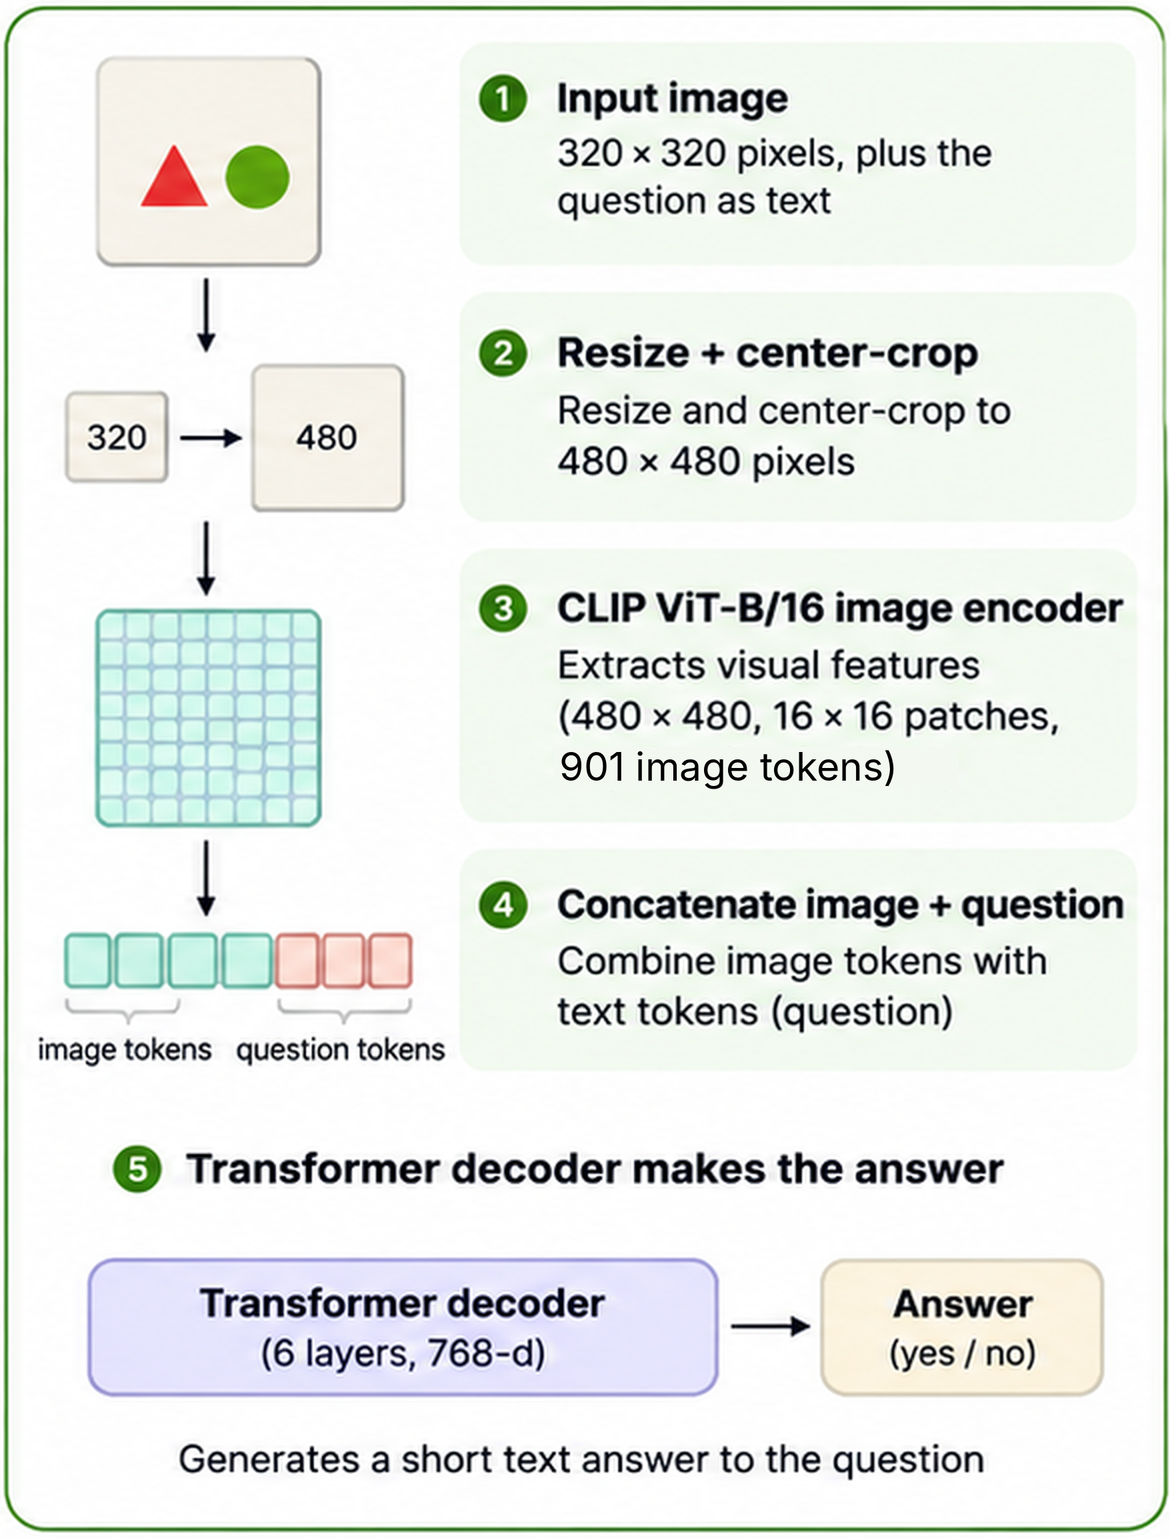 1 Input image
320 × 320 pixels, plus the
question as text
320
480
2 Resize + center-crop
Resize and center-crop to
480 × 480 pixels
3 CLIP ViT-B/16 image encoder
Extracts visual features
(480 × 480, 16 × 16 patches,
901 image tokens)
4 Concatenate image + question
Combine image tokens with
text tokens (question)
image tokens
question tokens
5 Transformer decoder makes the answer
Transformer decoder
(6 layers, 768-d)
Answer
(yes / no)
Generates a short text answer to the question